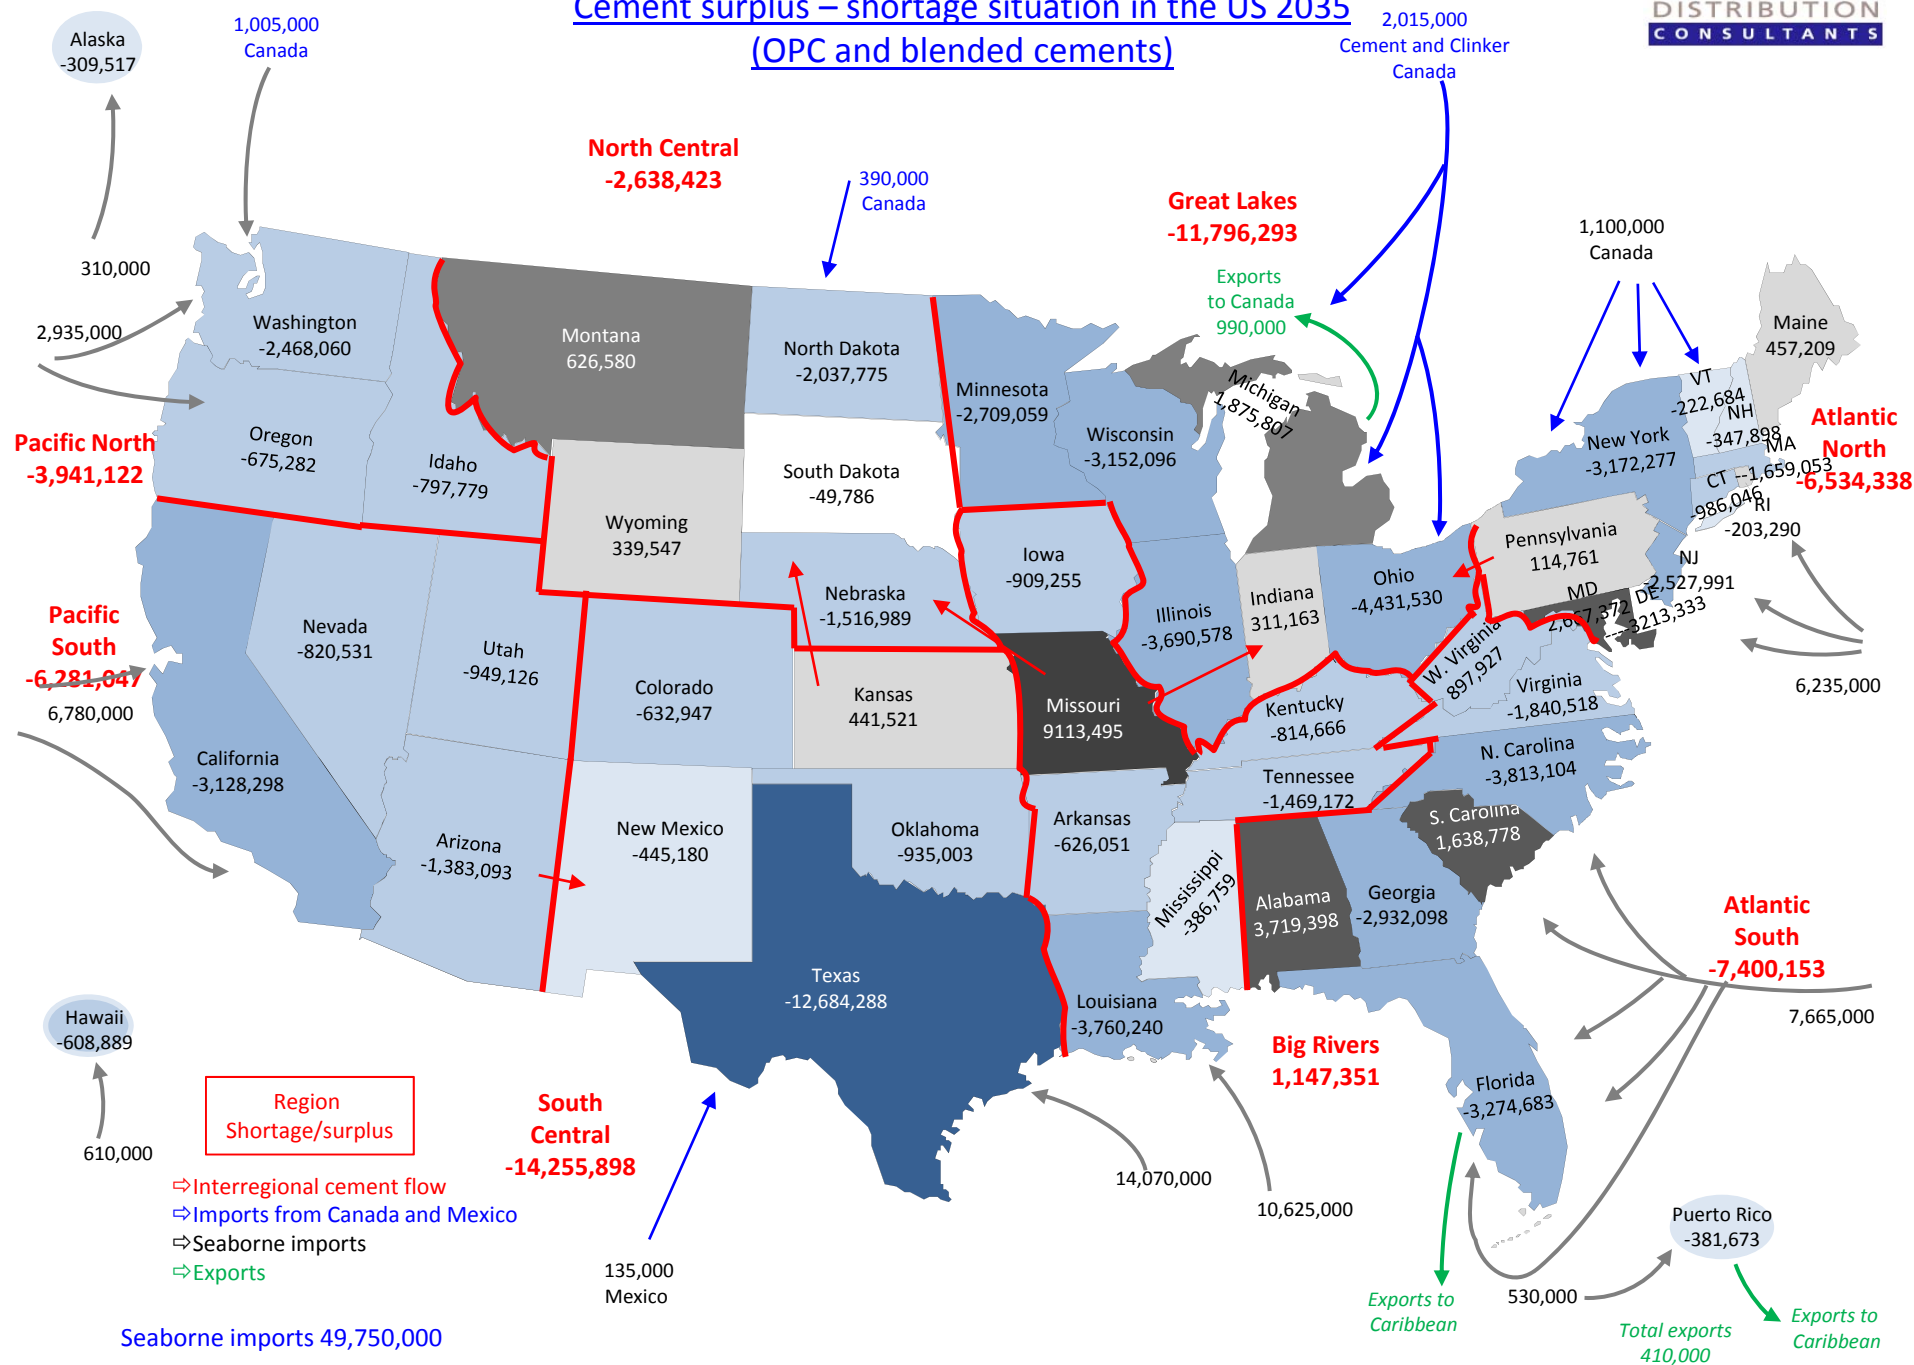 Cement surplus – shortage situation in the US 2035
(OPC and blended cements)
DISTRIBUTION
CONSULTANTS
Alaska
-309,517
1,005,000
Canada
2,015,000
Cement and Clinker
Canada
North Central
-2,638,423
390,000
Canada
Great Lakes
-11,796,293
Exports
to Canada
990,000
1,100,000
Canada
310,000
2,935,000
Washington
-2,468,060
Montana
626,580
North Dakota
-2,037,775
Minnesota
-2,709,059
Michigan
1,875,807
Maine
457,209
VT
-222,684
NH
-347,898
MA
--1,659,053
CT
-986,046
RI
-203,290
Atlantic
North
-6,534,338
Pacific North
-3,941,122
Oregon
-675,282
Idaho
-797,779
South Dakota
-49,786
Wisconsin
-3,152,096
New York
-3,172,277
Wyoming
339,547
Iowa
-909,255
Pennsylvania
114,761
NJ
-2,527,991
MD
2,667,372
DE
----3213,333
Pacific
South
-6,281,047
6,780,000
Nevada
-820,531
Utah
-949,126
Nebraska
-1,516,989
Illinois
-3,690,578
Indiana
311,163
Ohio
-4,431,530
W. Virginia
897,927
Virginia
-1,840,518
6,235,000
Colorado
-632,947
Kansas
441,521
Missouri
9113,495
Kentucky
-814,666
California
-3,128,298
N. Carolina
-3,813,104
Tennessee
-1,469,172
Arizona
-1,383,093
New Mexico
-445,180
Oklahoma
-935,003
Arkansas
-626,051
S. Carolina
1,638,778
Mississippi
-386,759
Alabama
3,719,398
Georgia
-2,932,098
Atlantic
South
-7,400,153
7,665,000
Texas
-12,684,288
Louisiana
-3,760,240
Hawaii
-608,889
Big Rivers
1,147,351
Florida
-3,274,683
610,000
Region
Shortage/surplus
South
Central
-14,255,898
14,070,000
10,625,000
⇨Interregional cement flow
⇨Imports from Canada and Mexico
⇨Seaborne imports
⇨Exports
135,000
Mexico
Puerto Rico
-381,673
530,000
Exports to
Caribbean
Exports to
Caribbean
Total exports
410,000
Seaborne imports 49,750,000